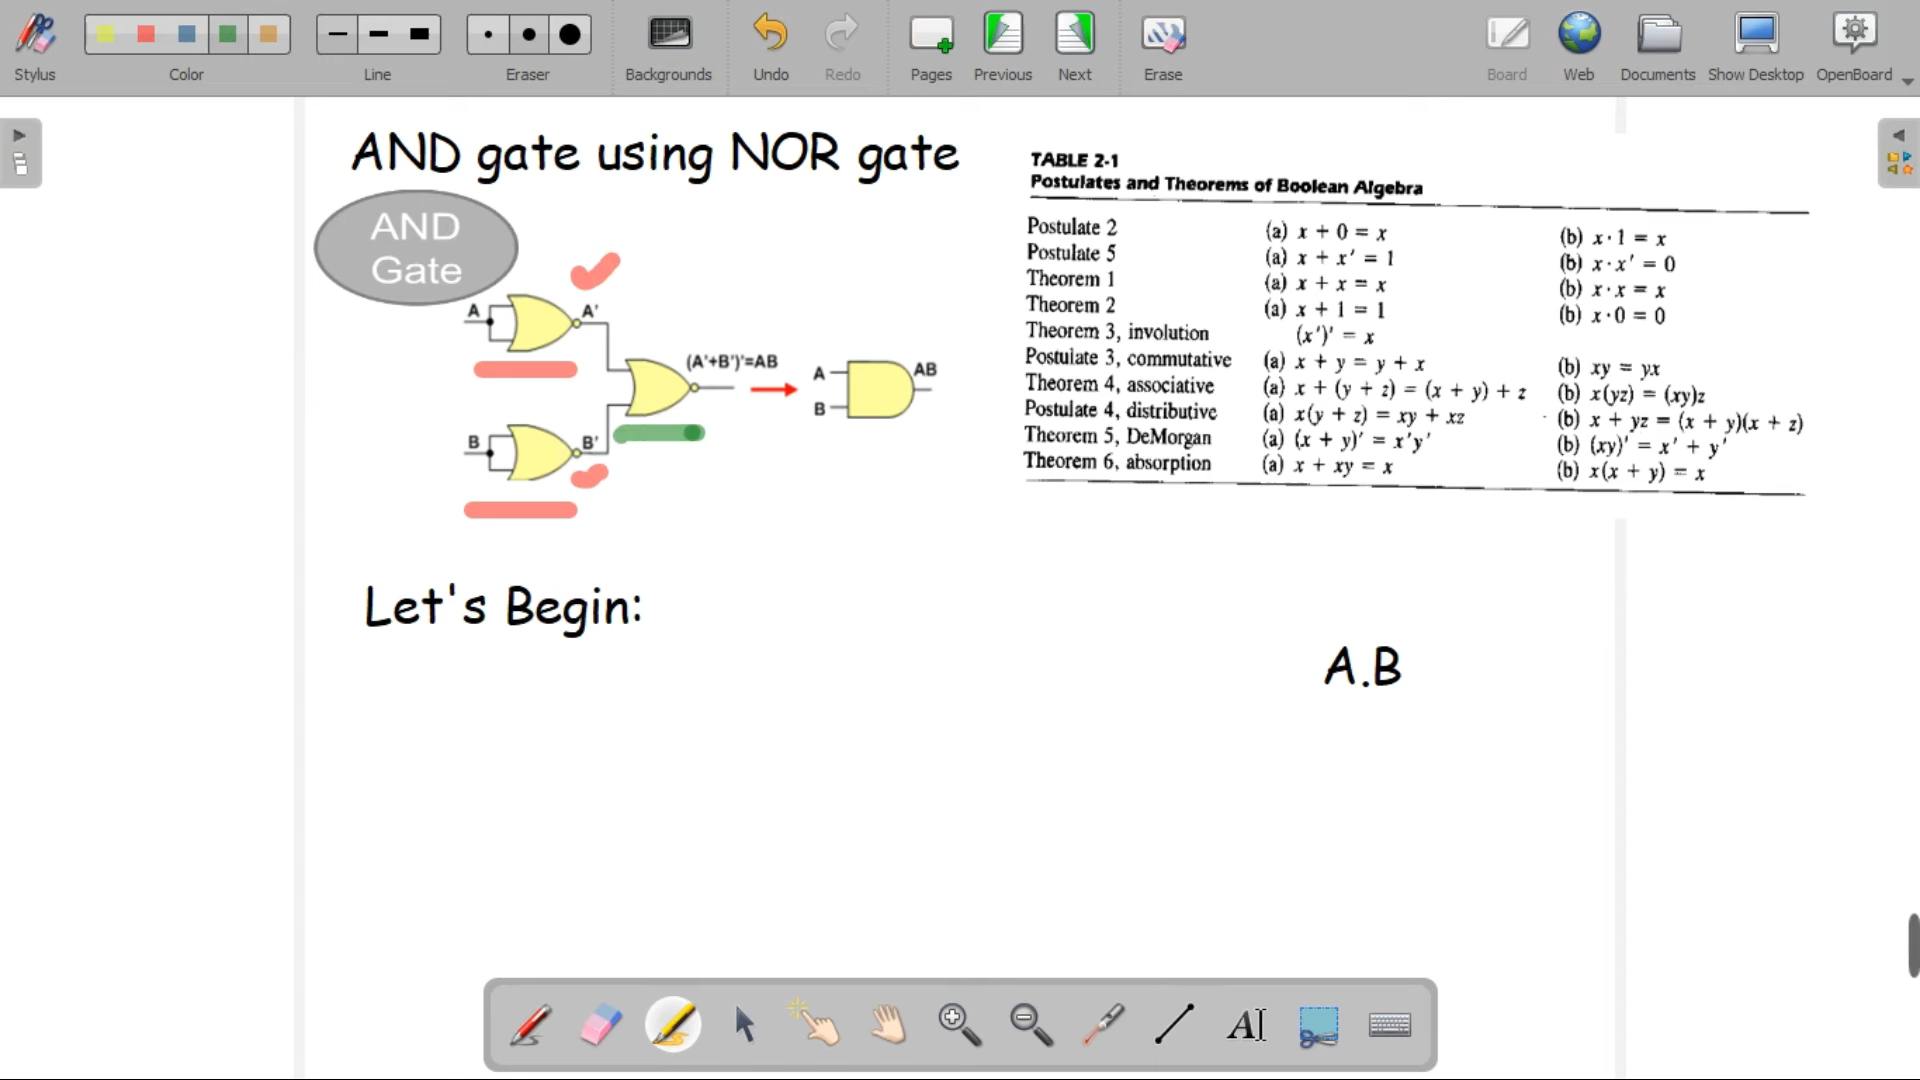 Stylus
Color
Line
Eraser
Backgrounds
Undo
Redo
Pages
Previous
Next
Erase
Board
Web
Documents
Show Desktop
OpenBoard
AND gate using NOR gate
AND
Gate
A
A'
B
B'
(A'+B')'=AB
A
B
AB
TABLE 2-1
Postulates and Theorems of Boolean Algebra
Postulate 2 (a) x + 0 = x (b) x · 1 = x
Postulate 5 (a) x + x' = 1 (b) x · x' = 0
Theorem 1 (a) x + x = x (b) x · x = x
Theorem 2 (a) x + 1 = 1 (b) x · 0 = 0
Theorem 3, involution (x')' = x
Postulate 3, commutative (a) x + y = y + x (b) xy = yx
Theorem 4, associative (a) x + (y + z) = (x + y) + z (b) x(yz) = (xy)z
Postulate 4, distributive (a) x(y + z) = xy + xz (b) x + yz = (x + y)(x + z)
Theorem 5, DeMorgan (a) (x + y)' = x'y' (b) (xy)' = x' + y'
Theorem 6, absorption (a) x + xy = x (b) x(x + y) = x
Let's Begin:
A.B
AI